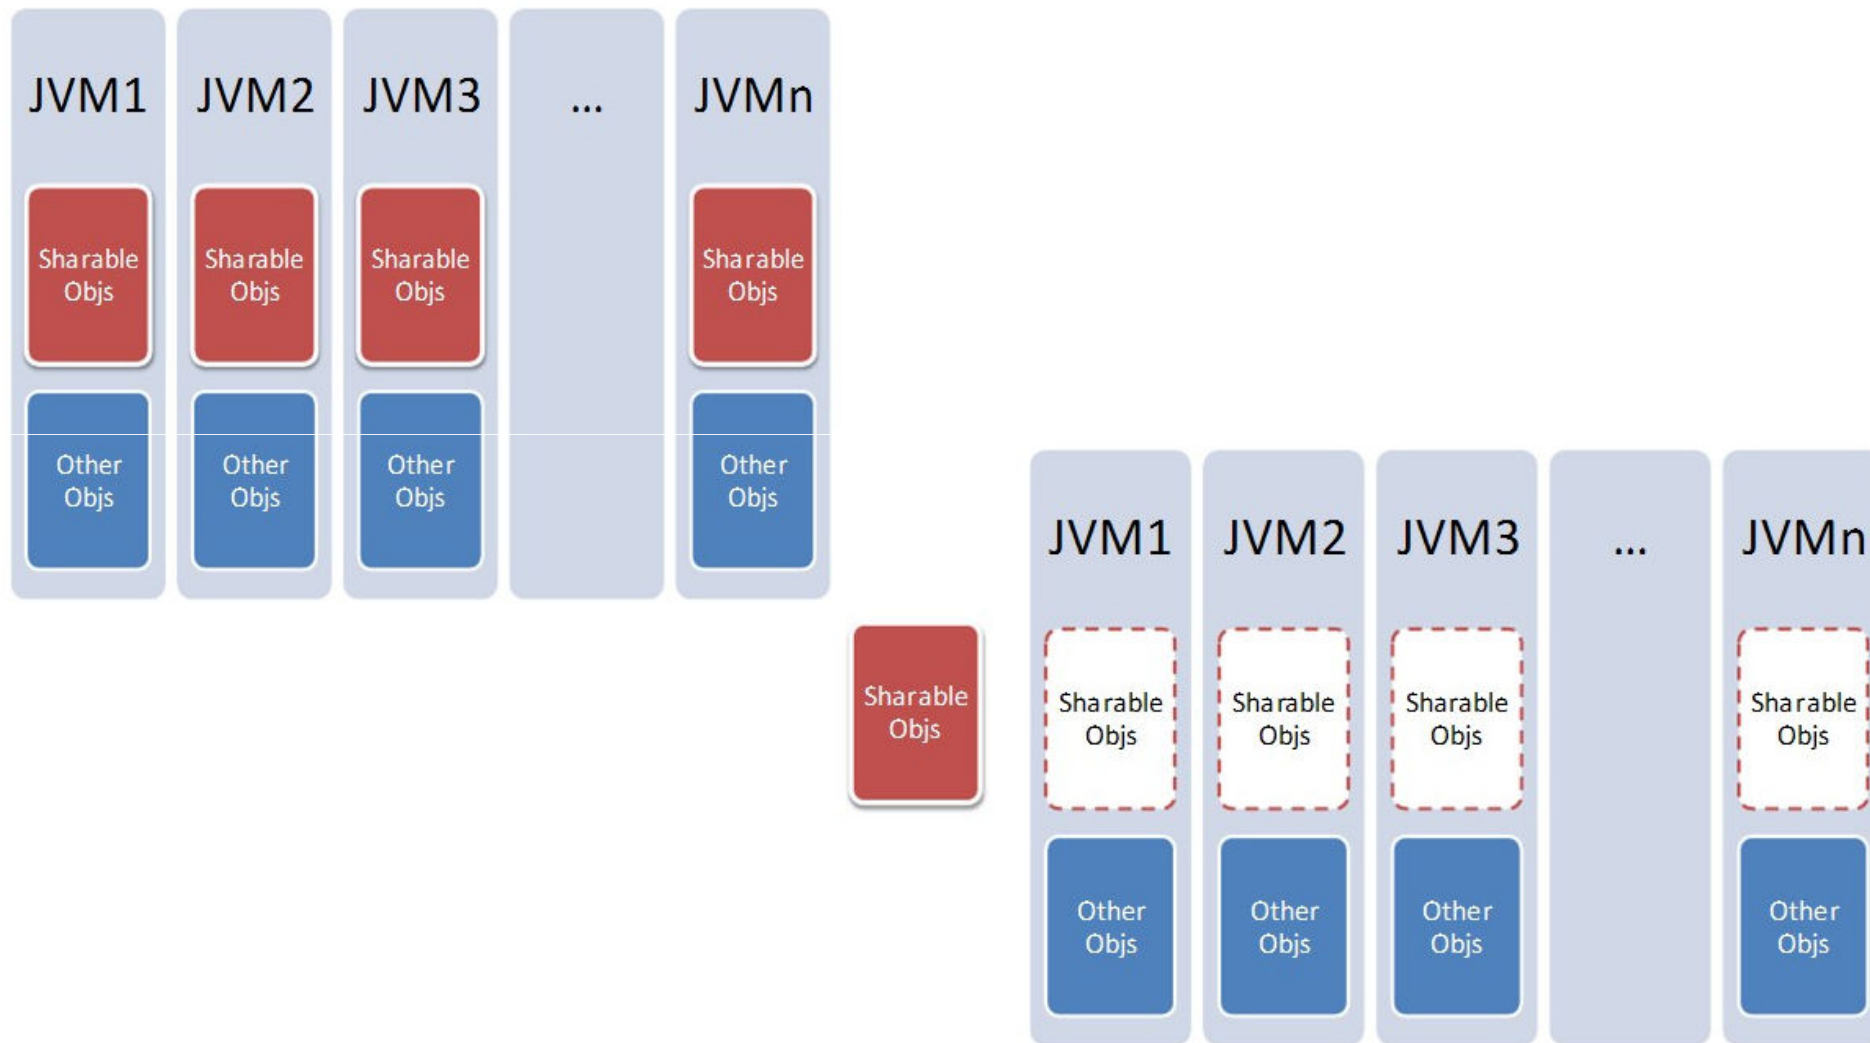 JVM1 JVM2 JVM3 ... JVMn
Sharable Sharable Sharable Sharable
Objs Objs Objs Objs
Other Other Other Other
Objs Objs Objs Objs
JVM1 JVM2 JVM3 ... JVMn
Sharable
Objs
Sharable Sharable Sharable Sharable
Objs Objs Objs Objs
Other Other Other Other
Objs Objs Objs Objs